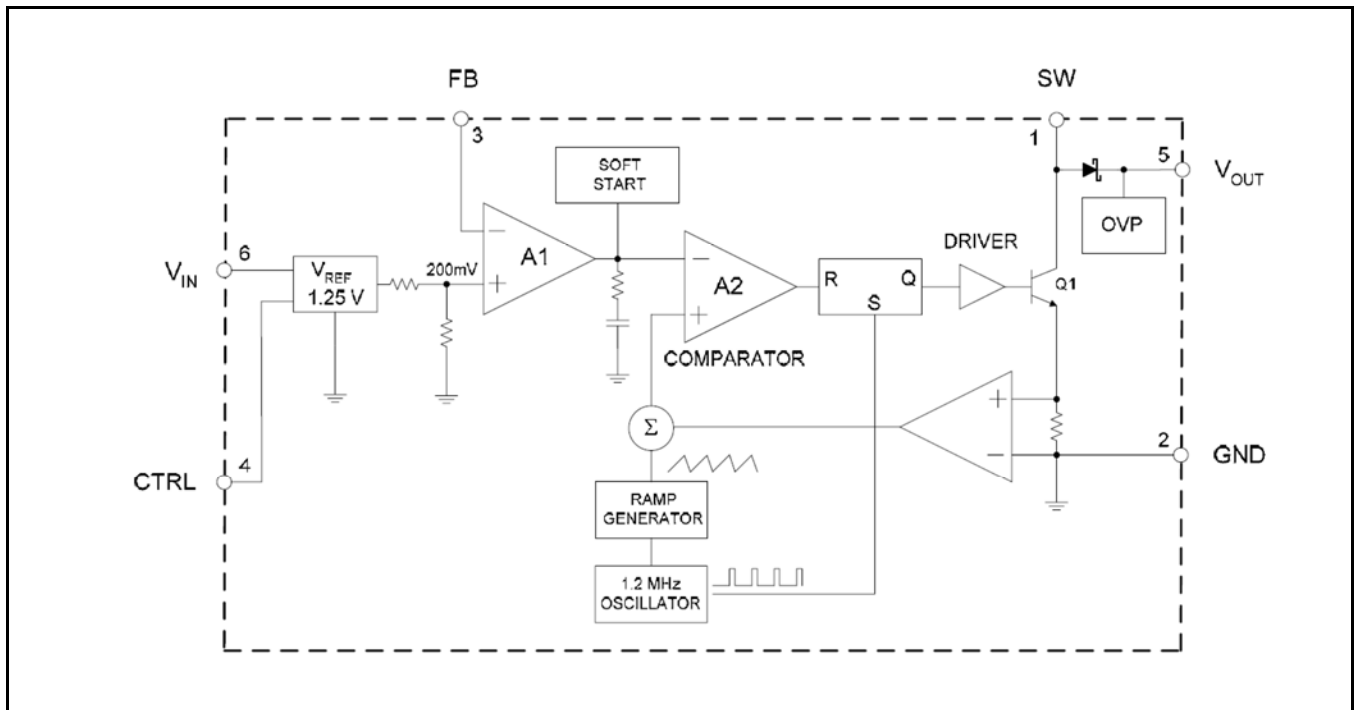 FB
SW
3
1
SOFT
START
5
VOUT
OVP
6
VIN
VREF
1.25 V
200mV
−
+
A1
−
+
A2
COMPARATOR
R
Q
S
DRIVER
Q1
Σ
+
−
2
GND
4
CTRL
RAMP
GENERATOR
1.2 MHz
OSCILLATOR